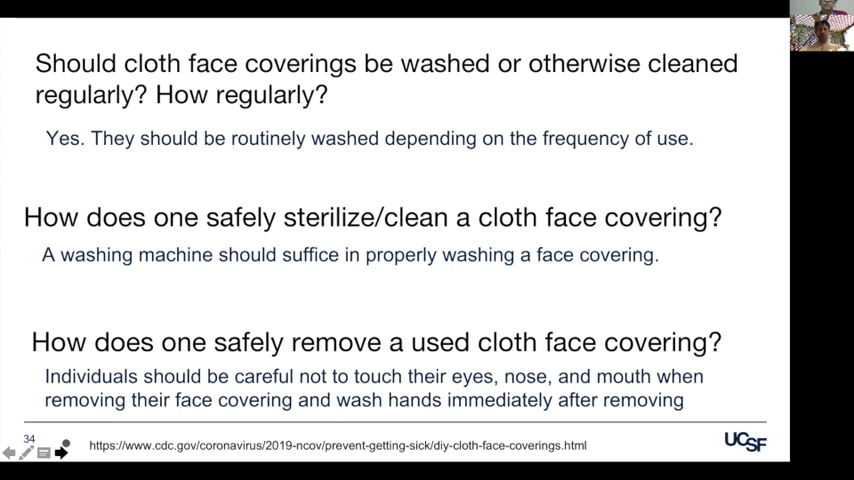 Should cloth face coverings be washed or otherwise cleaned
regularly? How regularly?
Yes. They should be routinely washed depending on the frequency of use.
How does one safely sterilize/clean a cloth face covering?
A washing machine should suffice in properly washing a face covering.
How does one safely remove a used cloth face covering?
Individuals should be careful not to touch their eyes, nose, and mouth when
removing their face covering and wash hands immediately after removing
34
https://www.cdc.gov/coronavirus/2019-ncov/prevent-getting-sick/diy-cloth-face-coverings.html
UCSF